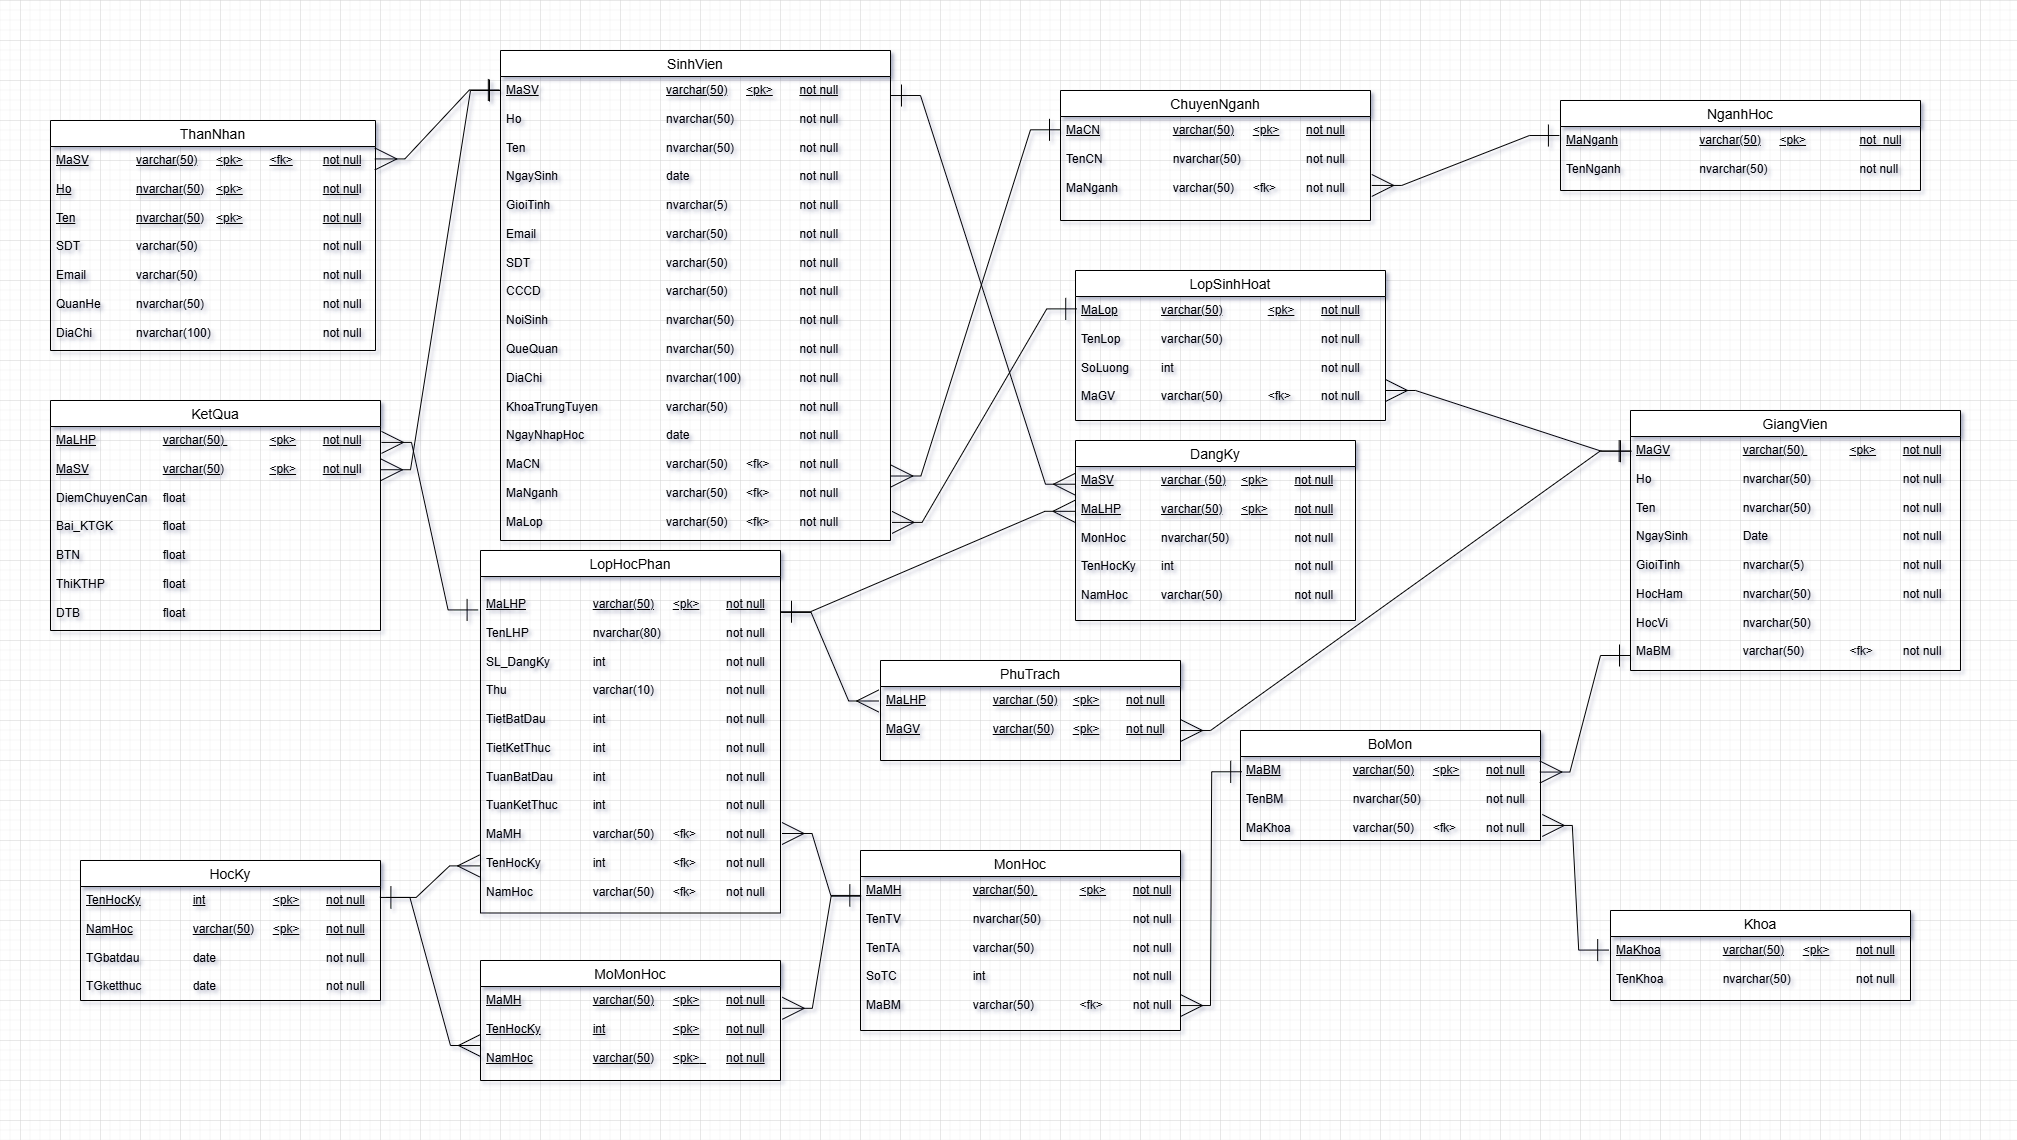 SinhVien
MaSV varchar(50) <pk> not null
Ho nvarchar(50) not null
Ten nvarchar(50) not null
NgaySinh date not null
GioiTinh nvarchar(5) not null
Email varchar(50) not null
SDT varchar(50) not null
CCCD varchar(50) not null
NoiSinh nvarchar(50) not null
QueQuan nvarchar(50) not null
DiaChi nvarchar(100) not null
KhoaTrungTuyen varchar(50) not null
NgayNhapHoc date not null
MaCN varchar(50) <fk> not null
MaNganh varchar(50) <fk> not null
MaLop varchar(50) <fk> not null
ThanNhan
MaSV varchar(50) <pk> <fk> not null
Ho nvarchar(50) <pk> not null
Ten nvarchar(50) <pk> not null
SDT varchar(50) not null
Email varchar(50) not null
QuanHe nvarchar(50) not null
DiaChi nvarchar(100) not null
KetQua
MaLHP varchar(50) <pk> not null
MaSV varchar(50) <pk> not null
DiemChuyenCan float
Bai_KTGK float
BTN float
ThiKTHP float
DTB float
ChuyenNganh
MaCN varchar(50) <pk> not null
TenCN nvarchar(50) not null
MaNganh varchar(50) <fk> not null
NganhHoc
MaNganh varchar(50) <pk> not null
TenNganh nvarchar(50) not null
LopSinhHoat
MaLop varchar(50) <pk> not null
TenLop varchar(50) not null
SoLuong int not null
MaGV varchar(50) <fk> not null
DangKy
MaSV varchar (50) <pk> not null
MaLHP varchar(50) <pk> not null
MonHoc nvarchar(50) not null
TenHocKy int not null
NamHoc varchar(50) not null
GiangVien
MaGV varchar(50) <pk> not null
Ho nvarchar(50) not null
Ten nvarchar(50) not null
NgaySinh Date not null
GioiTinh nvarchar(5) not null
HocHam nvarchar(50) not null
HocVi nvarchar(50)
MaBM varchar(50) <fk> not null
LopHocPhan
MaLHP varchar(50) <pk> not null
TenLHP nvarchar(80) not null
SL_DangKy int not null
Thu varchar(10) not null
TietBatDau int not null
TietKetThuc int not null
TuanBatDau int not null
TuanKetThuc int not null
MaMH varchar(50) <fk> not null
TenHocKy int <fk> not null
NamHoc varchar(50) <fk> not null
PhuTrach
MaLHP varchar (50) <pk> not null
MaGV varchar(50) <pk> not null
BoMon
MaBM varchar(50) <pk> not null
TenBM nvarchar(50) not null
MaKhoa varchar(50) <fk> not null
HocKy
TenHocKy int <pk> not null
NamHoc varchar(50) <pk> not null
TGbatdau date not null
TGketthuc date not null
MonHoc
MaMH varchar(50) <pk> not null
TenTV nvarchar(50) not null
TenTA varchar(50) not null
SoTC int not null
MaBM varchar(50) <fk> not null
Khoa
MaKhoa varchar(50) <pk> not null
TenKhoa nvarchar(50) not null
MoMonHoc
MaMH varchar(50) <pk> not null
TenHocKy int <pk> not null
NamHoc varchar(50) <pk> not null